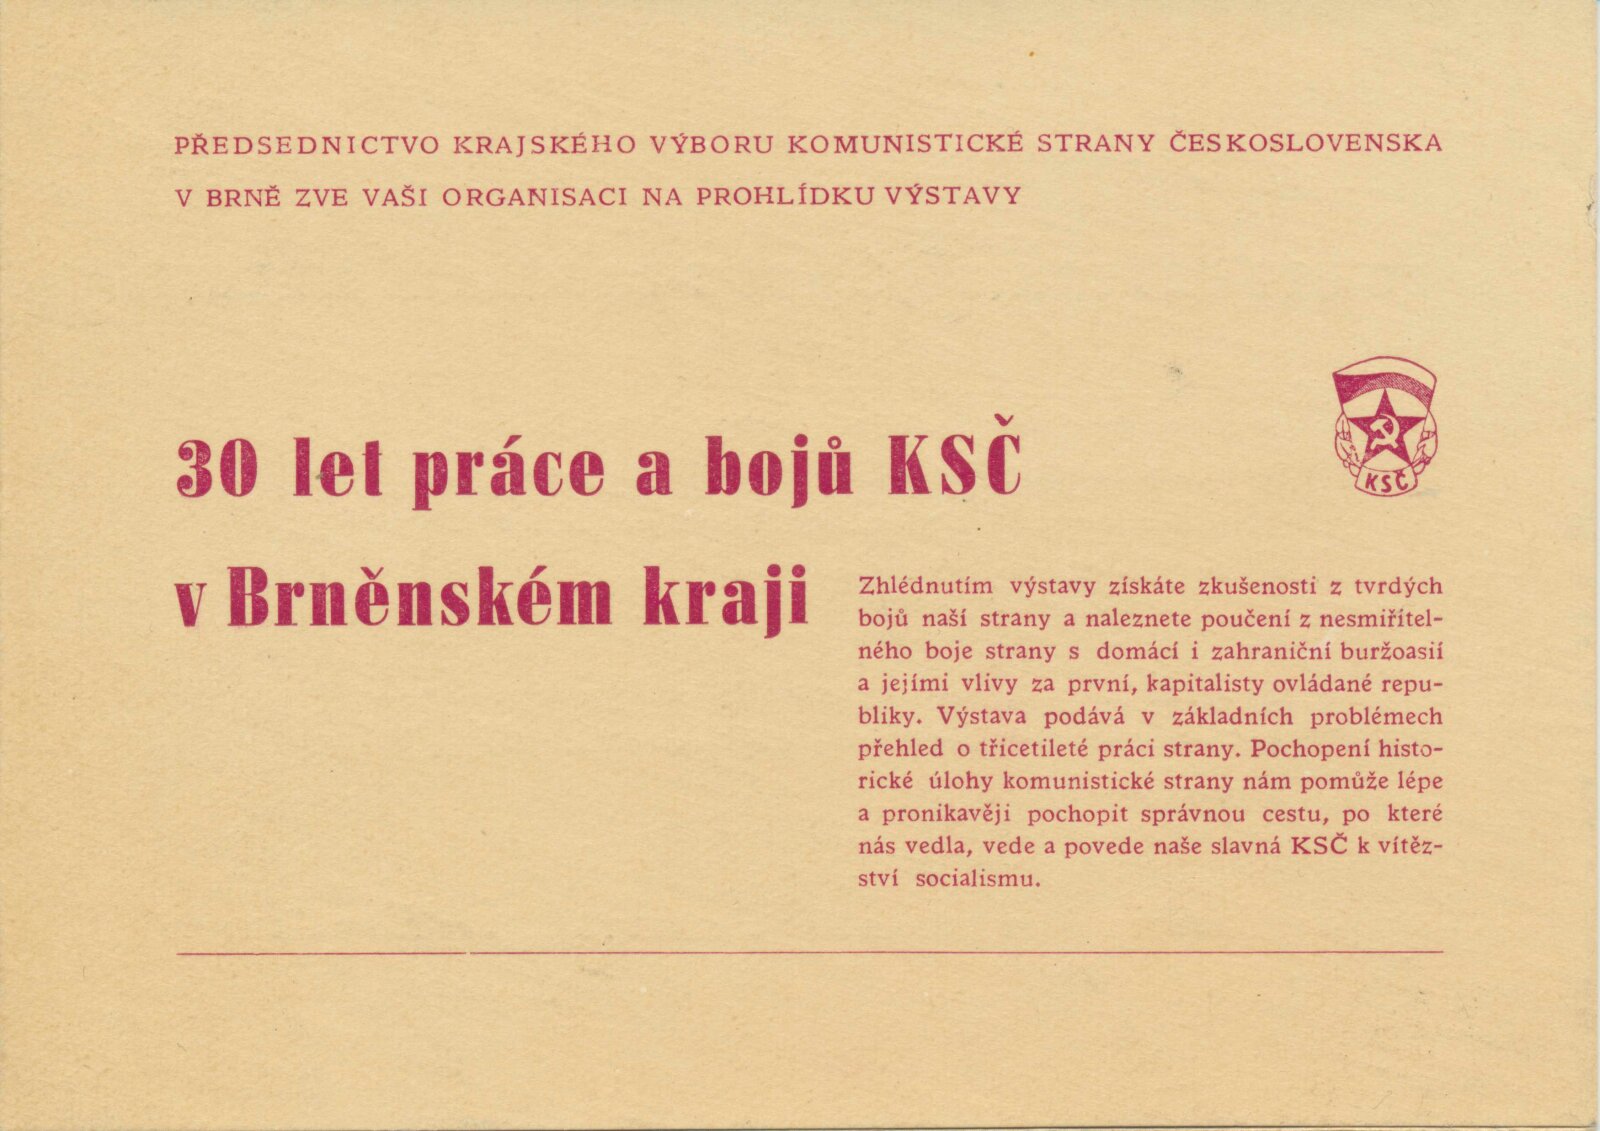 PŘEDSEDNICTVO KRAJSKÉHO VÝBORU KOMUNISTICKÉ STRANY ČESKOSLOVENSKA
V BRNĚ ZVE VAŠI ORGANISACI NA PROHLÍDKU VÝSTAVY
30 let práce a bojů KSČ
v Brněnském kraji
KSČ
Zhlédnutím výstavy získáte zkušenosti z tvrdých
bojů naší strany a naleznete poučení z nesmiřitel-
ného boje strany s domácí i zahraniční buržoasií
a jejími vlivy za první, kapitalisty ovládané repu-
bliky. Výstava podává v základních problémech
přehled o třicetileté práci strany. Pochopení histo-
rické úlohy komunistické strany nám pomůže lépe
a pronikavěji pochopit správnou cestu, po které
nás vedla, vede a povede naše slavná KSČ k vítěz-
ství socialismu.